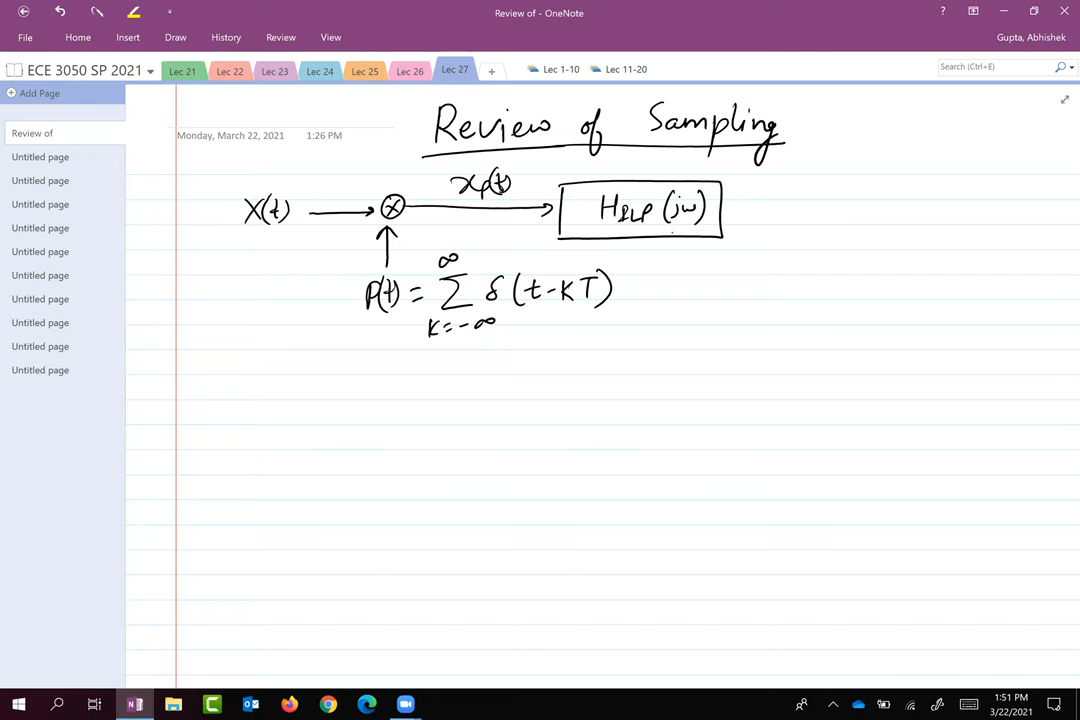 Review of - OneNote
?
File Home Insert Draw History Review View
Gupta, Abhishek
ECE 3050 SP 2021
Lec 21 Lec 22 Lec 23 Lec 24 Lec 25 Lec 26 Lec 27 + Lec 1-10 Lec 11-20
Search (Ctrl+E)
Add Page
Review of
Untitled page
Untitled page
Untitled page
Untitled page
Untitled page
Untitled page
Untitled page
Untitled page
Untitled page
Untitled page
Review of Sampling
Monday, March 22, 2021 1:26 PM
xp(t)
X(t) → ⊗ → HILP (jω)
∞
P(t) = Σ δ (t-KT)
K=-∞
1:51 PM
3/22/2021